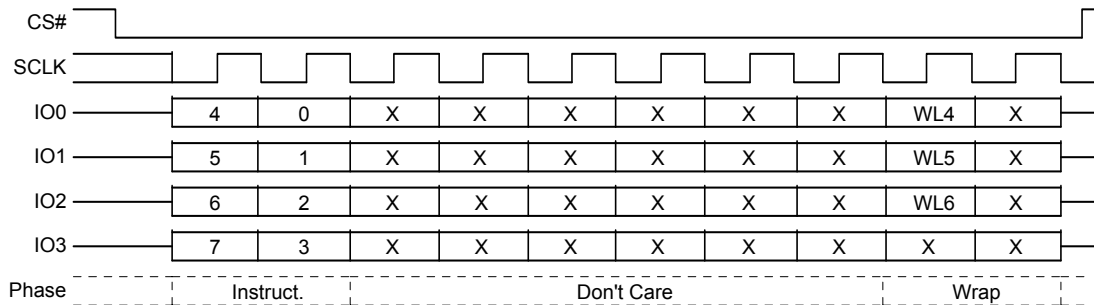 CS#
SCLK
IO0 4 0 X X X X X X WL4 X
IO1 5 1 X X X X X X WL5 X
IO2 6 2 X X X X X X WL6 X
IO3 7 3 X X X X X X X X
Phase Instruct. Don't Care Wrap